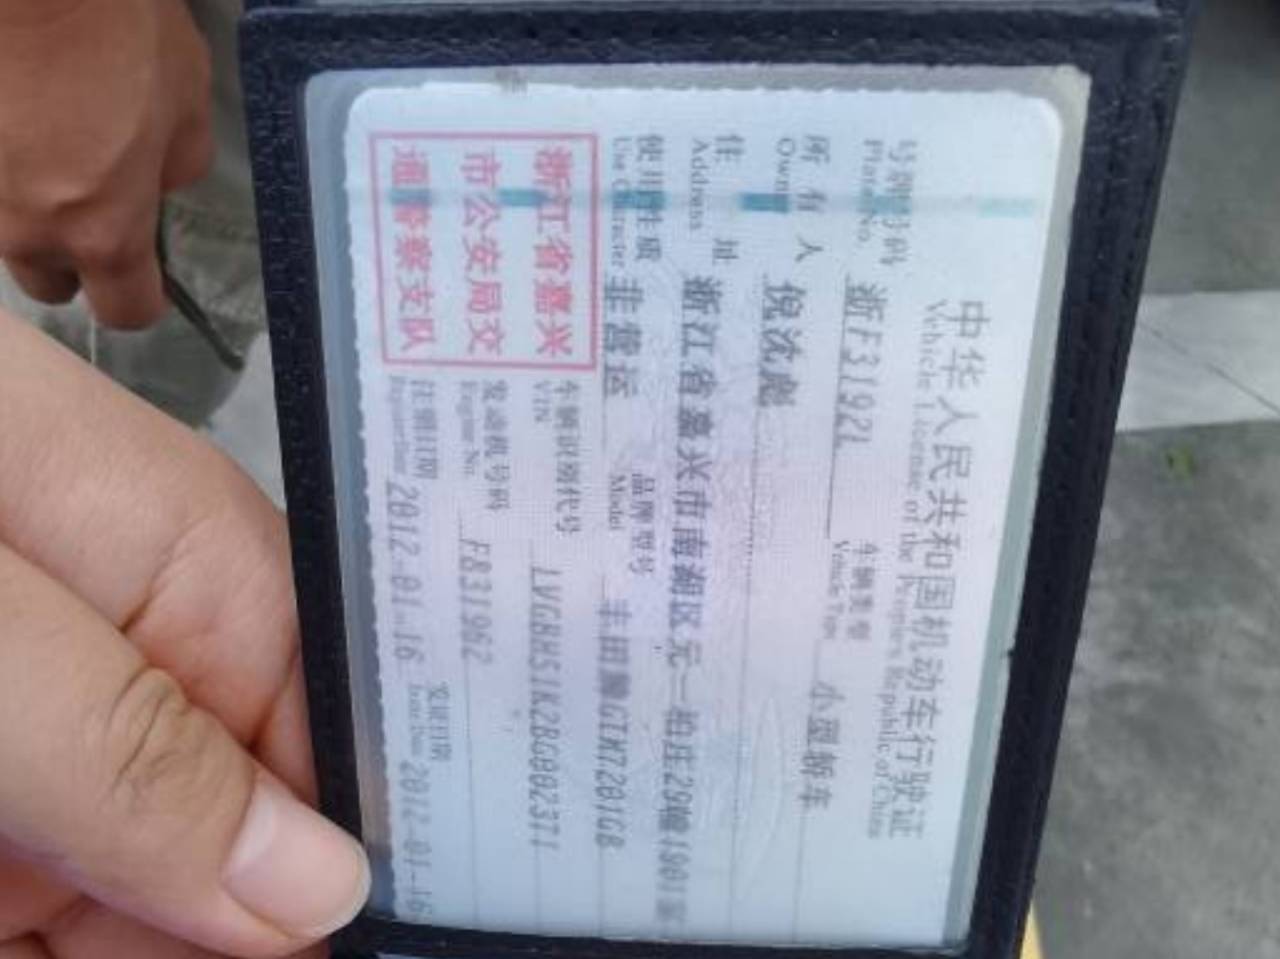 中华人民共和国机动车行驶证
Vehicle License of the People's Republic of China
号牌号码 浙F31921 车辆类型 小型轿车
Plate No. Vehicle Type
所有人 倪沈彪
Owner
住址 浙江省嘉兴市南湖区元一柏庄29幢1901室
Address
使用性质 非营运 品牌型号 丰田牌GTM7201GB
Use Character Model
浙江省嘉兴
市公安局交
通警察支队
车辆识别代号
VIN LVGBH51K2BG002371
发动机号码 F831962
Engine No.
注册日期 2012-01-16 发证日期 2012-01-16
Register Date Issue Date